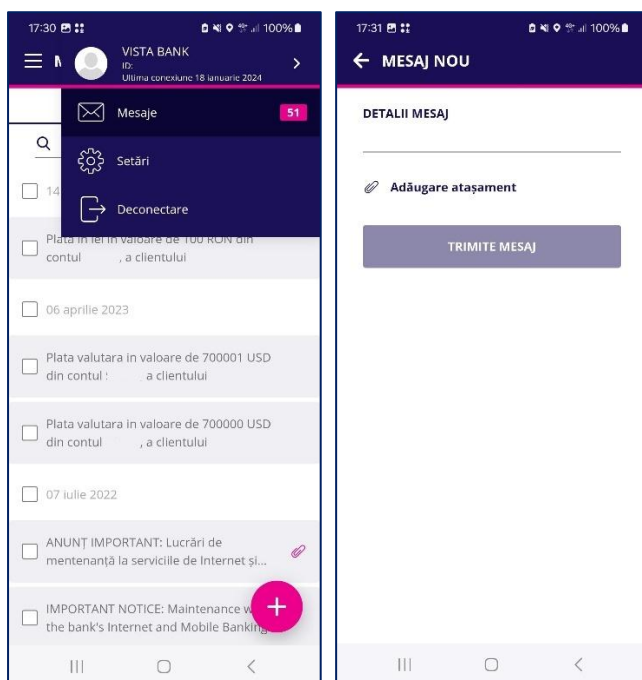 17:30
100%
M
VISTA BANK
ID:
Ultima conexiune 18 ianuarie 2024
Mesaje 51
Setări
Deconectare
14
Plata in lei in valoare de 100 RON din
contul , a clientului
06 aprilie 2023
Plata valutara in valoare de 700001 USD
din contul : a clientului
Plata valutara in valoare de 700000 USD
din contul , a clientului
07 iulie 2022
ANUNȚ IMPORTANT: Lucrări de
mentenanță la serviciile de Internet și...
IMPORTANT NOTICE: Maintenance w
the bank's Internet and Mobile Banking
17:31
100%
MESAJ NOU
DETALII MESAJ
Adăugare atașament
TRIMITE MESAJ